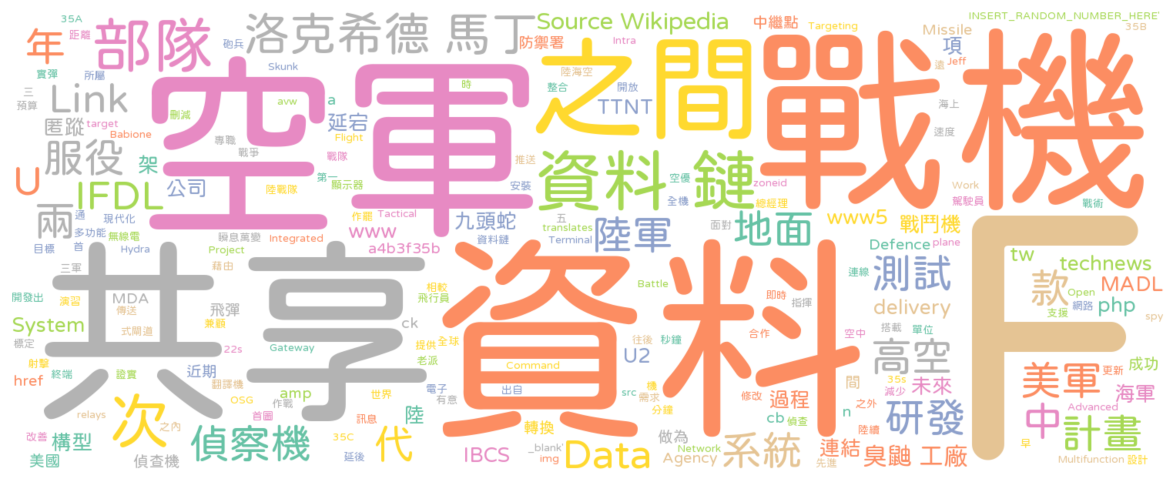 INSERT_RANDOM_NUMBER_HERE
35A
年
距離
部隊
砲兵
洛克希德 馬丁
Source Wikipedia
中繼點
Targeting
Missile
35B
防禦署
Intra
項
Jeff
遠
實彈
所屬
Skunk
空軍
時
陸海空
整合
開放
之間
戰機
三
預算
Link
刪減
avw
a
TTNT
海上
target
匿蹤
Babione
專職
延宕
Flight
速度
服役
戰爭
戰隊
推送
資料 鏈
架
第一
空優
zoneid
Work
駕駛員
U
IFDL
公司
顯示器
安裝
全機
總經理
戰術
兩
通
現代化
陸戰隊
作罷
Tactical
九頭蛇
五
陸軍
面對
地面
www5
戰鬥機
多功能
無線電
瞬息萬變
Integrated
www
資料鏈
translates
目標
首
Hydra
Project
a4b3f35b
Terminal
Defence
plane
F
三軍
藉由
共享
資料
Battle
連線
測試
款
tw
technews
開發出
MDA
飛彈
相較
飛行員
即時
指揮
Open
MADL
演習
傳送
兼顧
delivery
支援
網路
php
spy
System
式閘道
ck
提供
全球
合作
空中
搭載
單位
標定
22s
Gateway
老派
往後
秒鐘
高空
成功
射擊
終端
證實
近期
電子
U2
35s
美軍
更新
href
翻譯機
amp
世界
有意
Command
出自
src
機
需求
修改
減少
未來
海軍
次
OSG
作戰
訊息
分鐘
間
過程
之外
Advanced
relays
首圖
陸
轉換
cb
偵查
n
研發
中
計畫
改善
構型
之內
偵察機
35C
代
_blank
做為
Network
陸續
早
美國
偵查機
延後
IBCS
img
Data
Agency
系統
先進
連結
臭鼬 工廠
Multifunction
設計